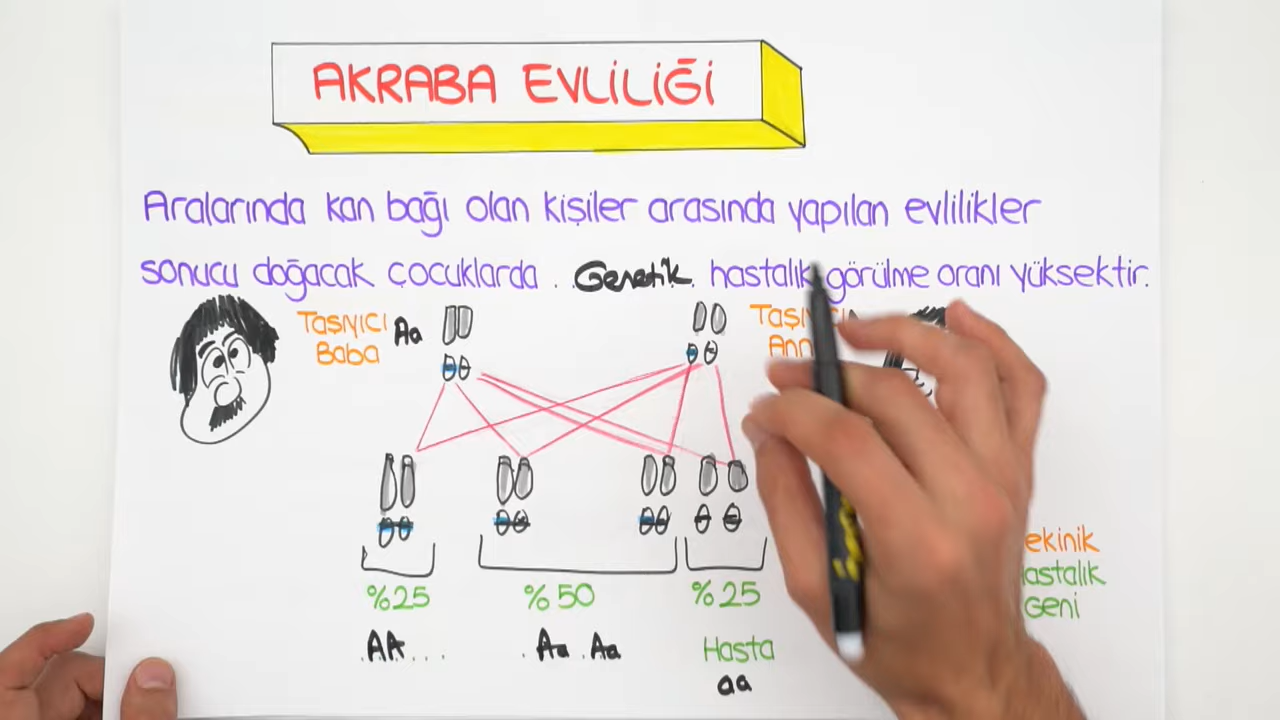 AKRABA EVLİLİĞİ
Aralarında kan bağı olan kişiler arasında yapılan evlilikler
sonucu doğacak çocuklarda . . Genetik . hastalık görülme oranı yüksektir.
Taşıyıcı
Baba
Aa
%25
%50
%25
AA . . .
. Aa . Aa
Hasta
aa
Geni